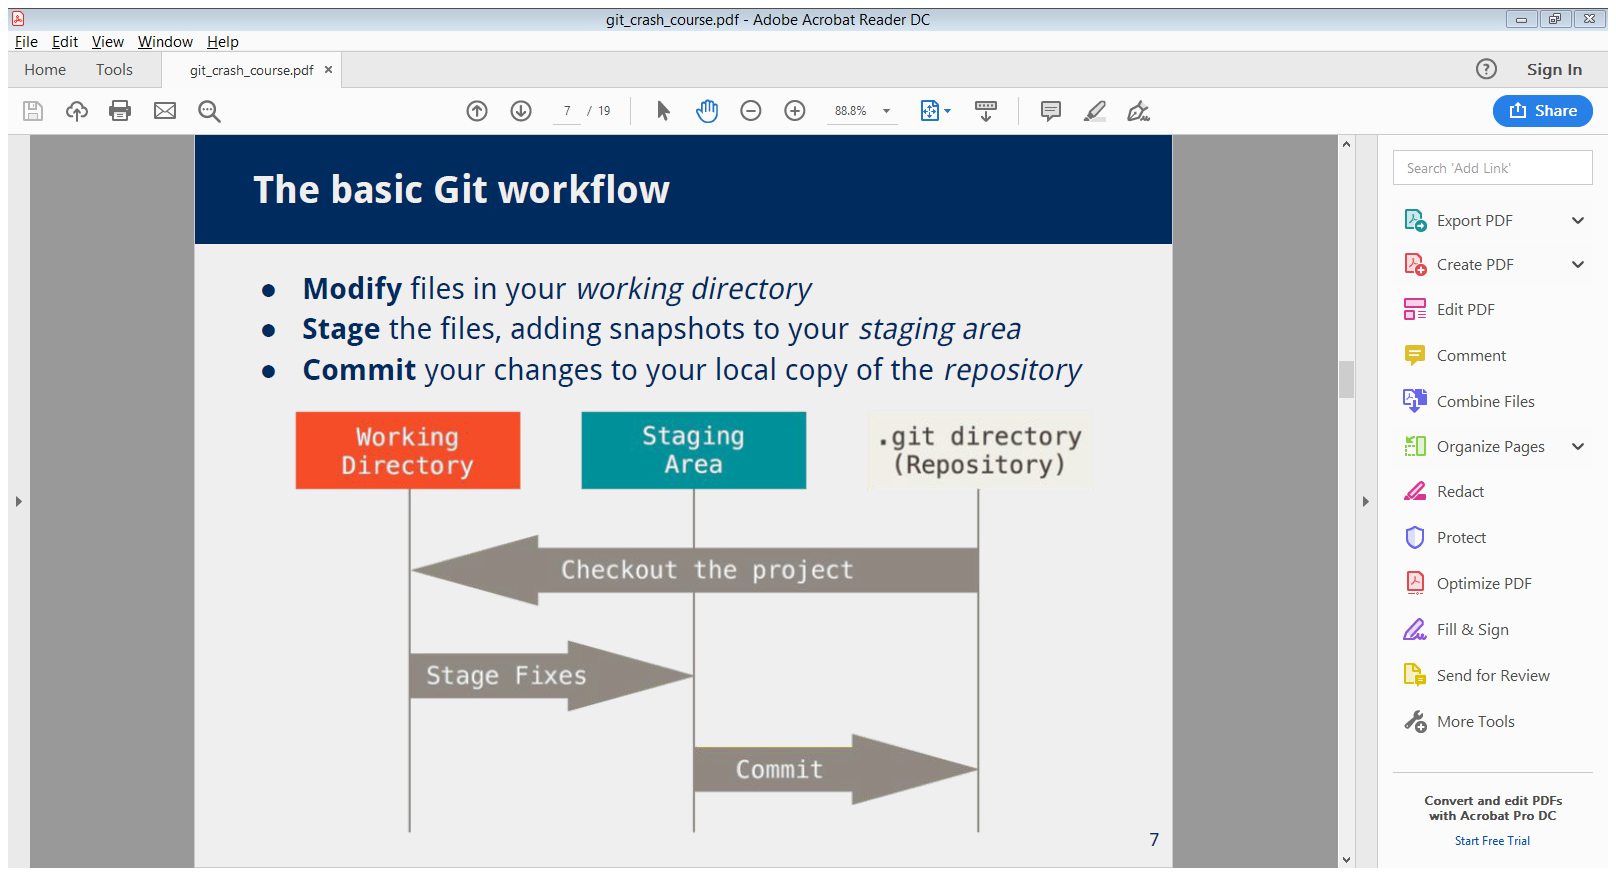 git_crash_course.pdf - Adobe Acrobat Reader DC
File Edit View Window Help
Home Tools git_crash_course.pdf × Sign In
7 / 19 88.8% Share
The basic Git workflow
● Modify files in your working directory
● Stage the files, adding snapshots to your staging area
● Commit your changes to your local copy of the repository
Working
Directory
Staging
Area
.git directory
(Repository)
Checkout the project
Stage Fixes
Commit
7
Search 'Add Link'
Export PDF
Create PDF
Edit PDF
Comment
Combine Files
Organize Pages
Redact
Protect
Optimize PDF
Fill & Sign
Send for Review
More Tools
Convert and edit PDFs
with Acrobat Pro DC
Start Free Trial